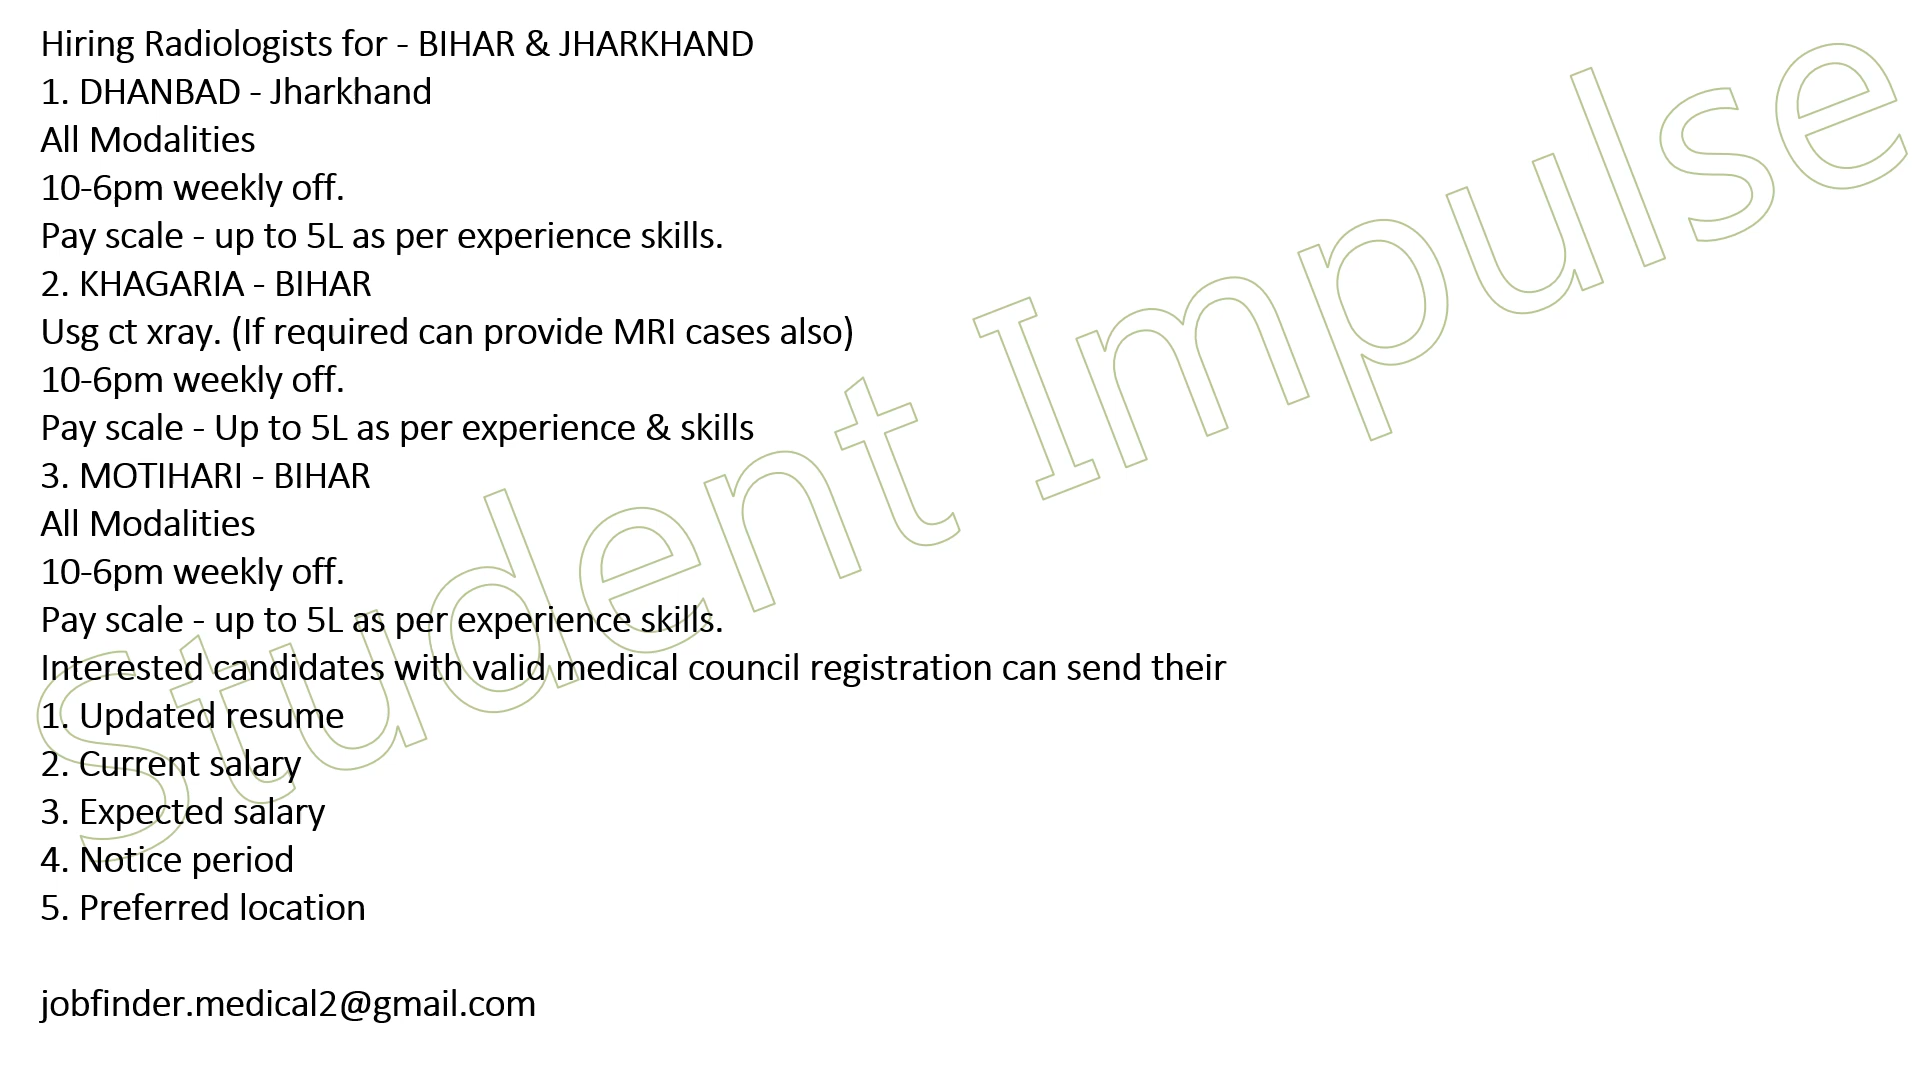 Hiring Radiologists for - BIHAR & JHARKHAND
1. DHANBAD - Jharkhand
All Modalities
10-6pm weekly off.
Pay scale - up to 5L as per experience skills.
2. KHAGARIA - BIHAR
Usg ct xray. (If required can provide MRI cases also)
10-6pm weekly off.
Pay scale - Up to 5L as per experience & skills
3. MOTIHARI - BIHAR
All Modalities
10-6pm weekly off.
Pay scale - up to 5L as per experience skills.
Interested candidates with valid medical council registration can send their
1. Updated resume
2. Current salary
3. Expected salary
4. Notice period
5. Preferred location
jobfinder.medical2@gmail.com
Student Impulse